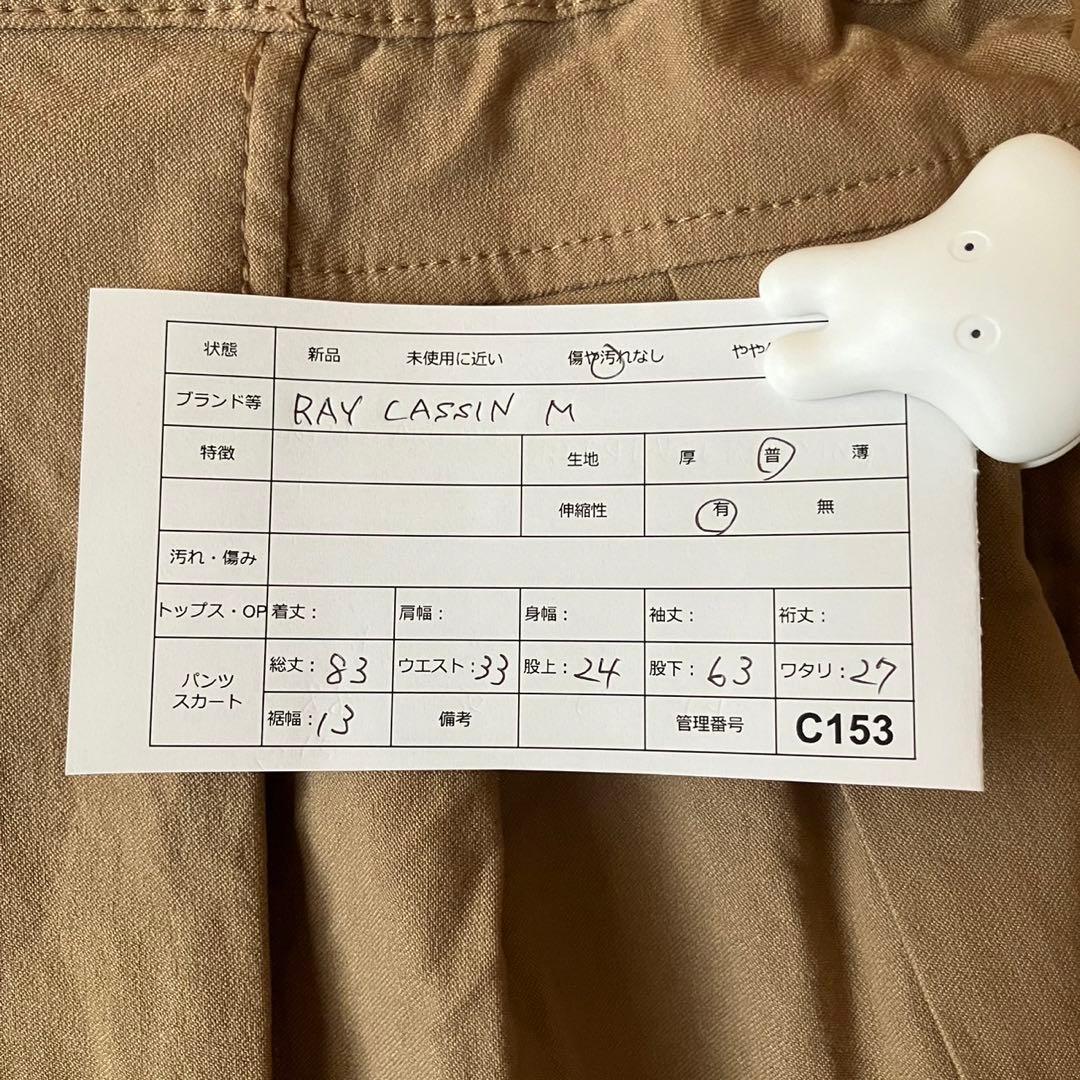 状態 新品 未使用に近い 傷や汚れなし やや
ブランド等 RAY CASSIN M
特徴 生地 厚 普 薄
伸縮性 有 無
汚れ・傷み
トップス・OP 着丈: 肩幅: 身幅: 袖丈: 裄丈:
パンツ スカート 総丈:83 ウエスト:33 股上:24 股下:63 ワタリ:27
裾幅:13 備考 管理番号 C153